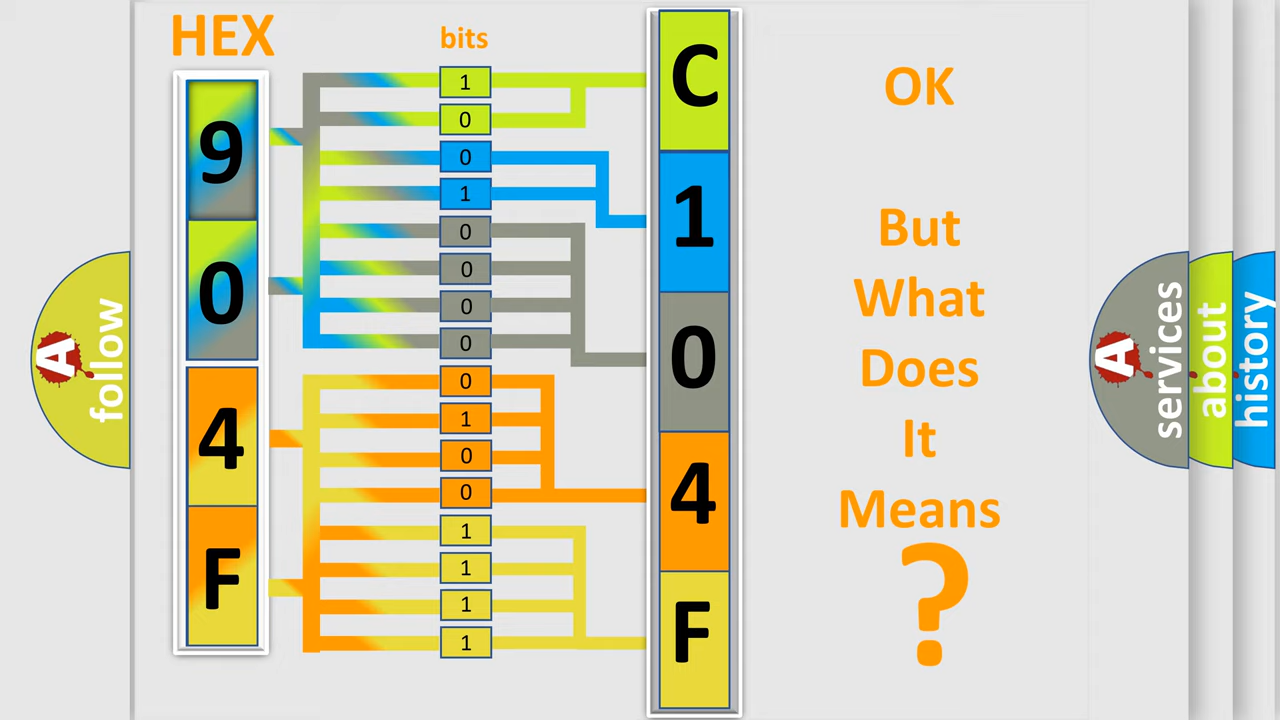 HEX
bits
9
0
4
F
1
0
0
1
0
0
0
0
0
1
0
0
1
1
1
1
C
1
0
4
F
OK
But
What
Does
It
Means
?
A
follow
A
services
about
history